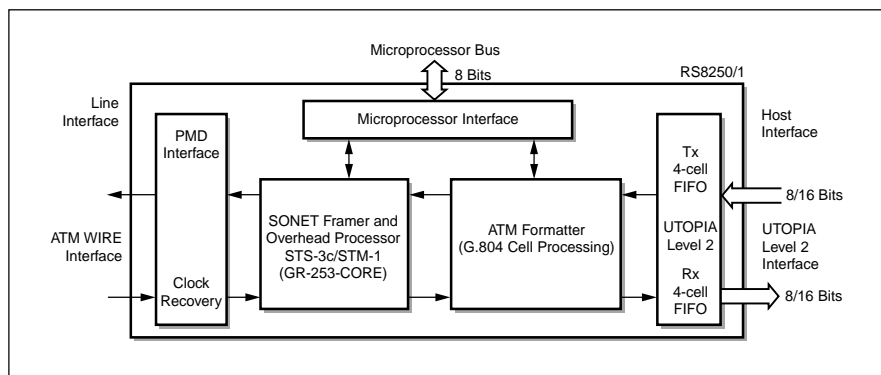 Microprocessor Bus
8 Bits
RS8250/1
Line
Interface
Microprocessor Interface
Host
Interface
PMD
Interface
Tx
4-cell
FIFO
8/16 Bits
SONET Framer and
Overhead Processor
STS-3c/STM-1
(GR-253-CORE)
ATM Formatter
(G.804 Cell Processing)
ATM WIRE
Interface
UTOPIA
Level 2
UTOPIA
Level 2
Interface
Clock
Recovery
Rx
4-cell
FIFO
8/16 Bits